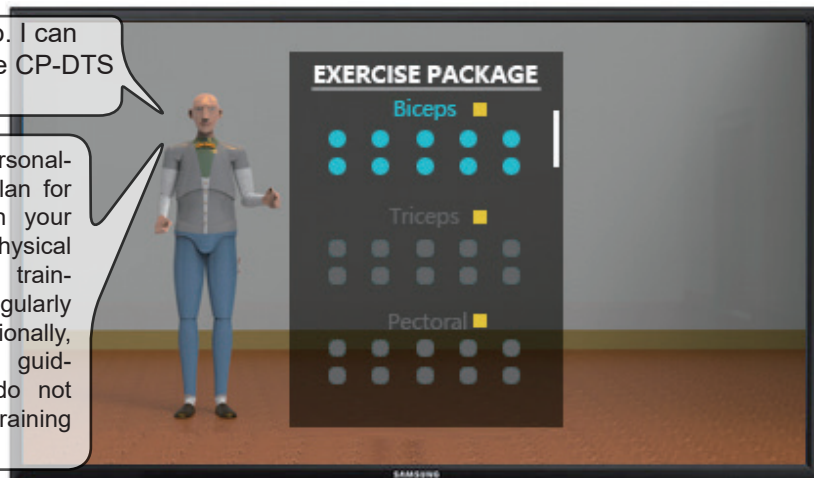 o. I can
e CP-DTS
ersonal-
lan for
n your
hysical
train-
gularly
ionally,
guid-
do not
raining
EXERCISE PACKAGE
Biceps
Triceps
Pectoral
SAMSUNG